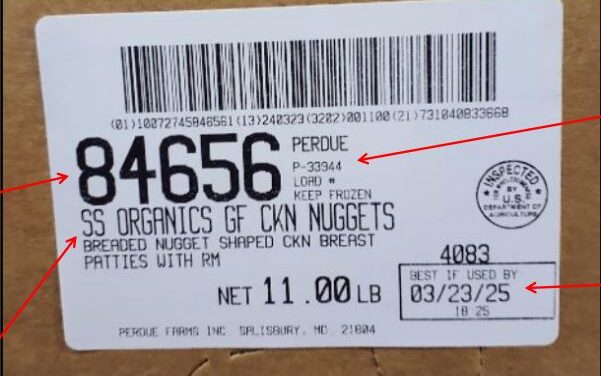 (01)10072745846561(13)240323(3202)001100(21)731040833668
84656
PERDUE
P-33944
LOAD #
KEEP FROZEN
SS ORGANICS GF CKN NUGGETS
BREADED NUGGET SHAPED CKN BREAST
PATTIES WITH RM
INSPECTED
BY
U.S.
DEPARTMENT OF
AGRICULTURE
4083
BEST IF USED BY
03/23/25
18 25
NET 11.00 LB
PERDUE FARMS INC. SALISBURY, MD. 21804